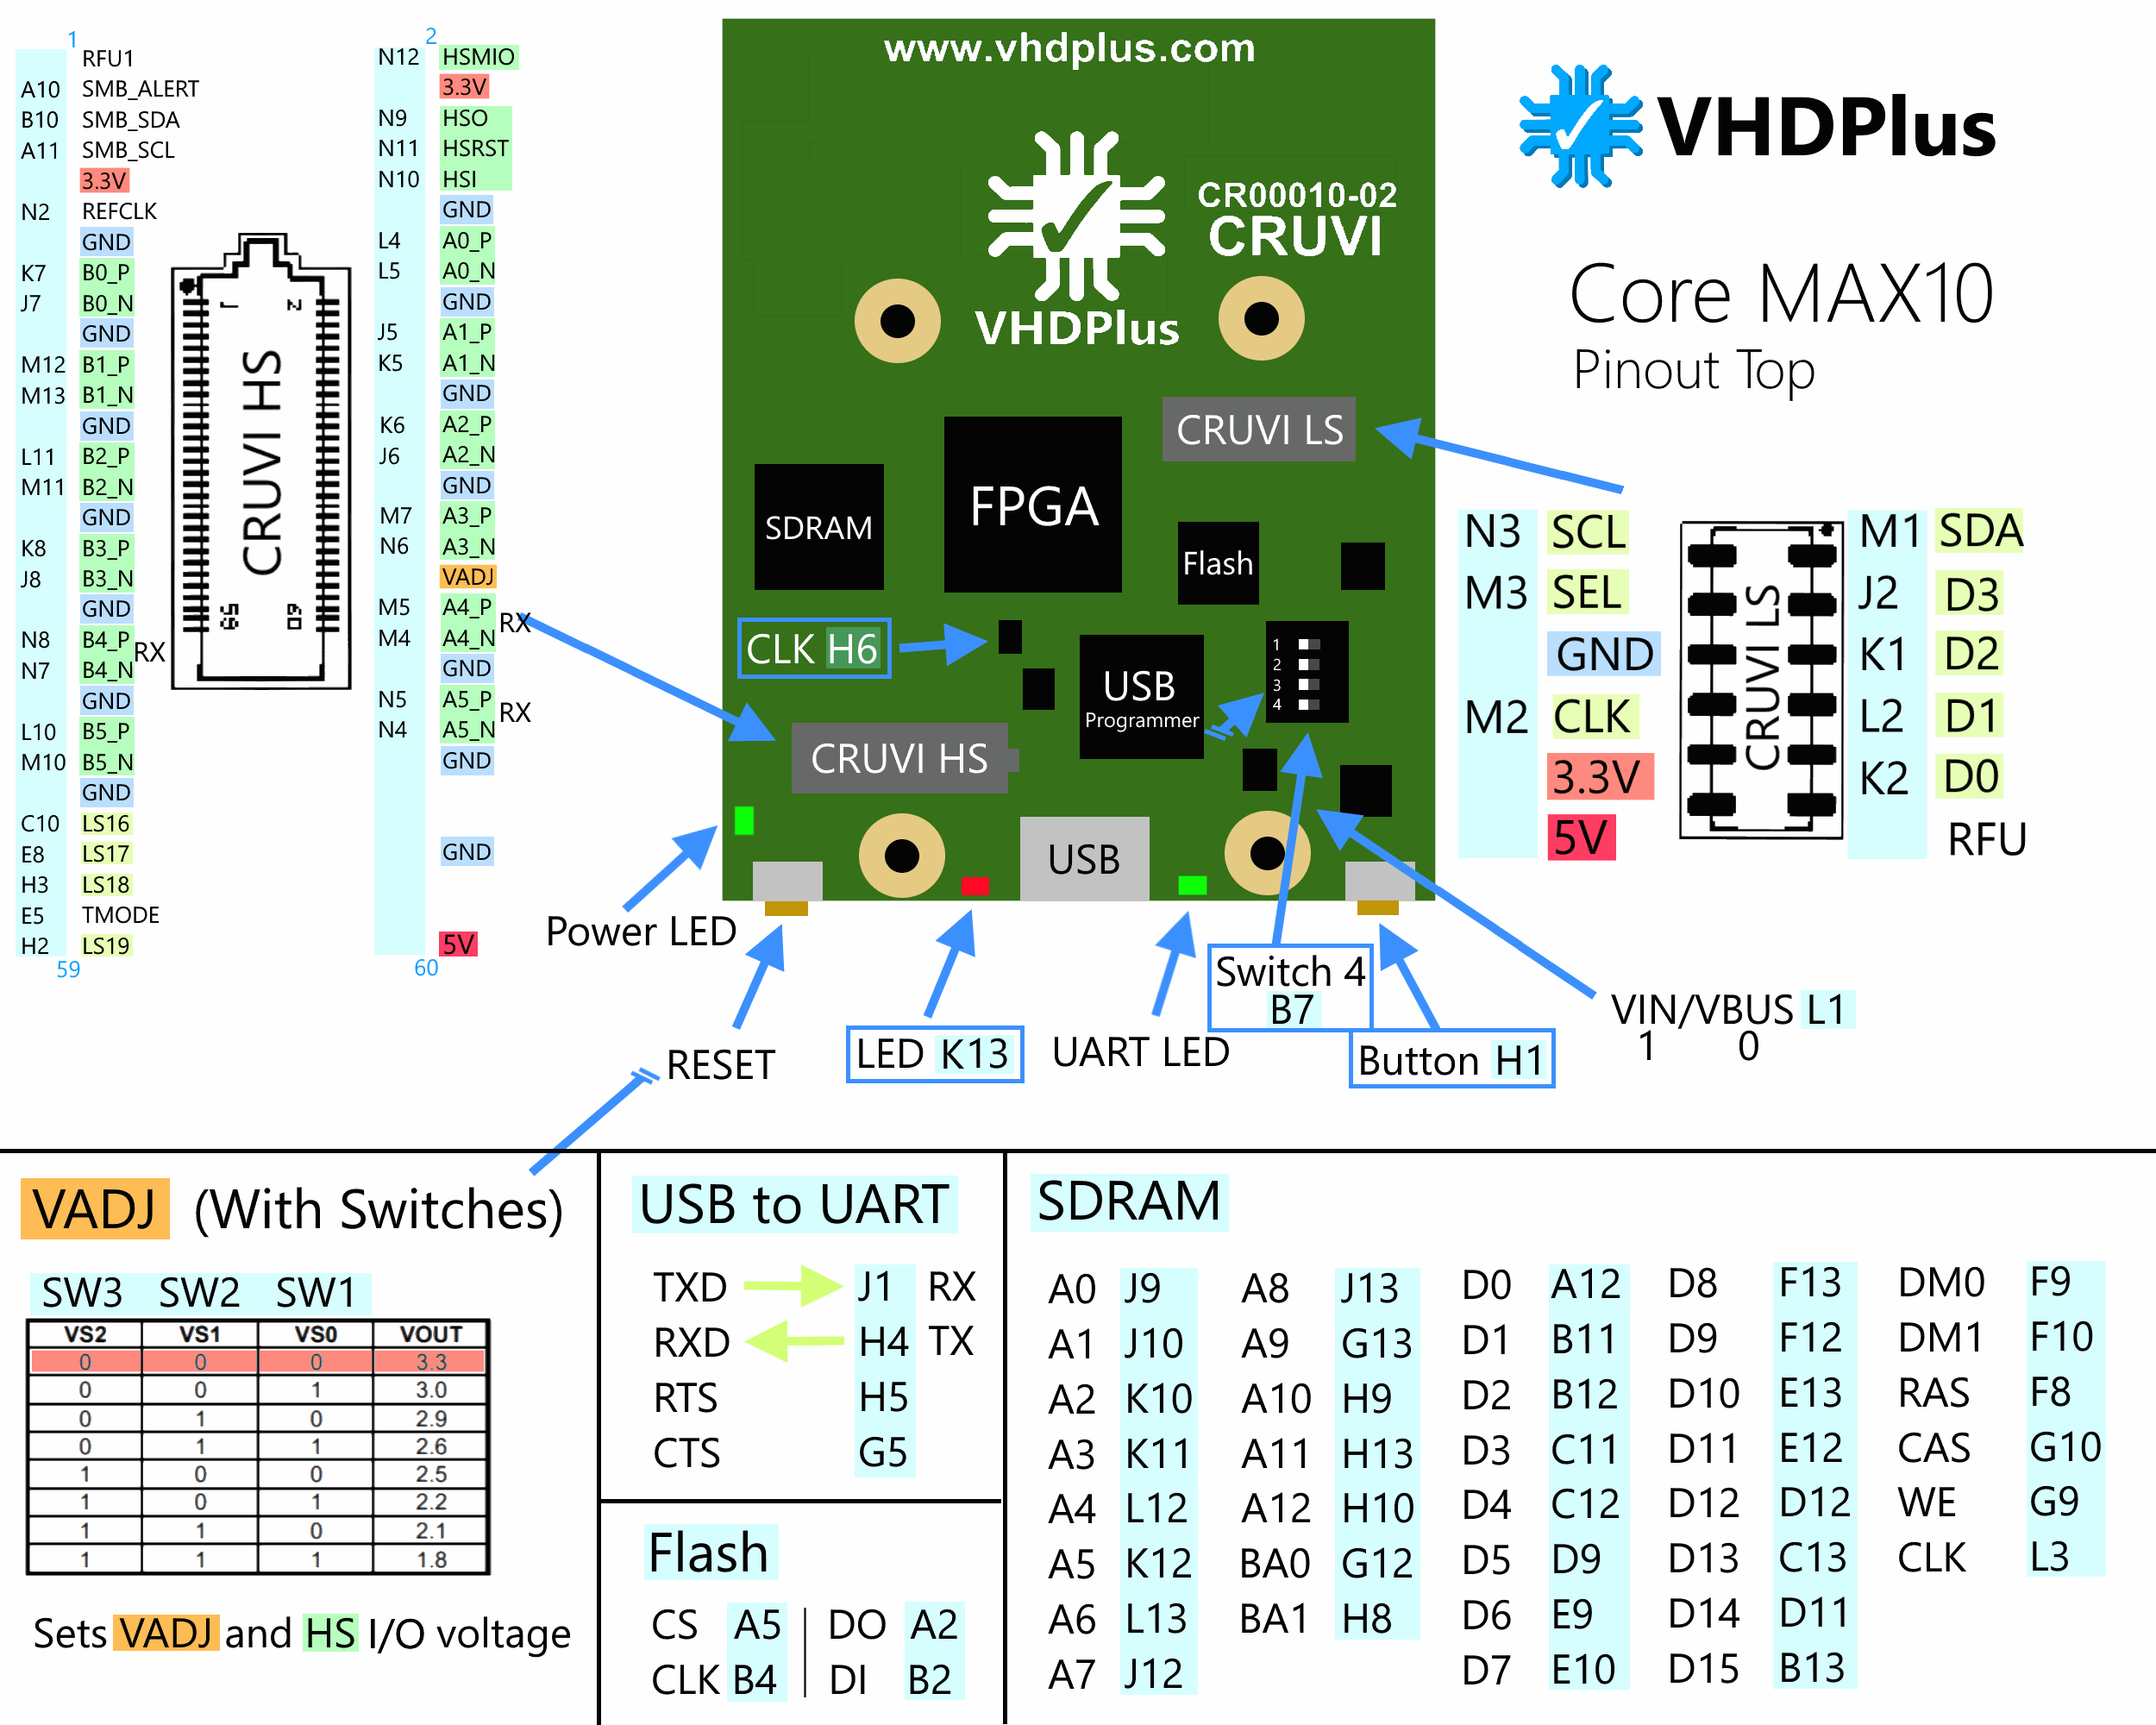 www.vhdplus.com
CR00010-02
CRUVI
VHDPlus
VHDPlus
Core MAX10
Pinout Top
1
RFU1
A10 SMB_ALERT
B10 SMB_SDA
A11 SMB_SCL
3.3V
N2 REFCLK
GND
K7 B0_P
J7 B0_N
GND
M12 B1_P
M13 B1_N
GND
L11 B2_P
M11 B2_N
GND
K8 B3_P
J8 B3_N
GND
N8 B4_P
RX
N7 B4_N
GND
L10 B5_P
M10 B5_N
GND
C10 LS16
E8 LS17
H3 LS18
E5 TMODE
H2 LS19
59
1 2
CRUVI HS
59 60
2
N12 HSMIO
3.3V
N9 HSO
N11 HSRST
N10 HSI
GND
L4 A0_P
L5 A0_N
GND
J5 A1_P
K5 A1_N
GND
K6 A2_P
J6 A2_N
GND
M7 A3_P
N6 A3_N
VADJ
M5 A4_P
RX
M4 A4_N
GND
N5 A5_P
RX
N4 A5_N
GND
GND
5V
60
CRUVI LS
FPGA
SDRAM
Flash
CLK H6
USB
Programmer
1
2
3
4
CRUVI HS
USB
Power LED
RESET
LED K13
UART LED
Switch 4
B7
Button H1
VIN/VBUS L1
1 0
N3 SCL
M3 SEL
GND
M2 CLK
3.3V
5V
CRUVI LS
M1 SDA
J2 D3
K1 D2
L2 D1
K2 D0
RFU
VADJ (With Switches)
SW3 SW2 SW1
VS2 VS1 VS0 VOUT
0 0 0 3.3
0 0 1 3.0
0 1 0 2.9
0 1 1 2.6
1 0 0 2.5
1 0 1 2.2
1 1 0 2.1
1 1 1 1.8
Sets VADJ and HS I/O voltage
USB to UART
TXD J1 RX
RXD H4 TX
RTS H5
CTS G5
Flash
CS A5 DO A2
CLK B4 DI B2
SDRAM
A0 J9 A8 J13 D0 A12 D8 F13 DM0 F9
A1 J10 A9 G13 D1 B11 D9 F12 DM1 F10
A2 K10 A10 H9 D2 B12 D10 E13 RAS F8
A3 K11 A11 H13 D3 C11 D11 E12 CAS G10
A4 L12 A12 H10 D4 C12 D12 D12 WE G9
A5 K12 BA0 G12 D5 D9 D13 C13 CLK L3
A6 L13 BA1 H8 D6 E9 D14 D11
A7 J12 D7 E10 D15 B13